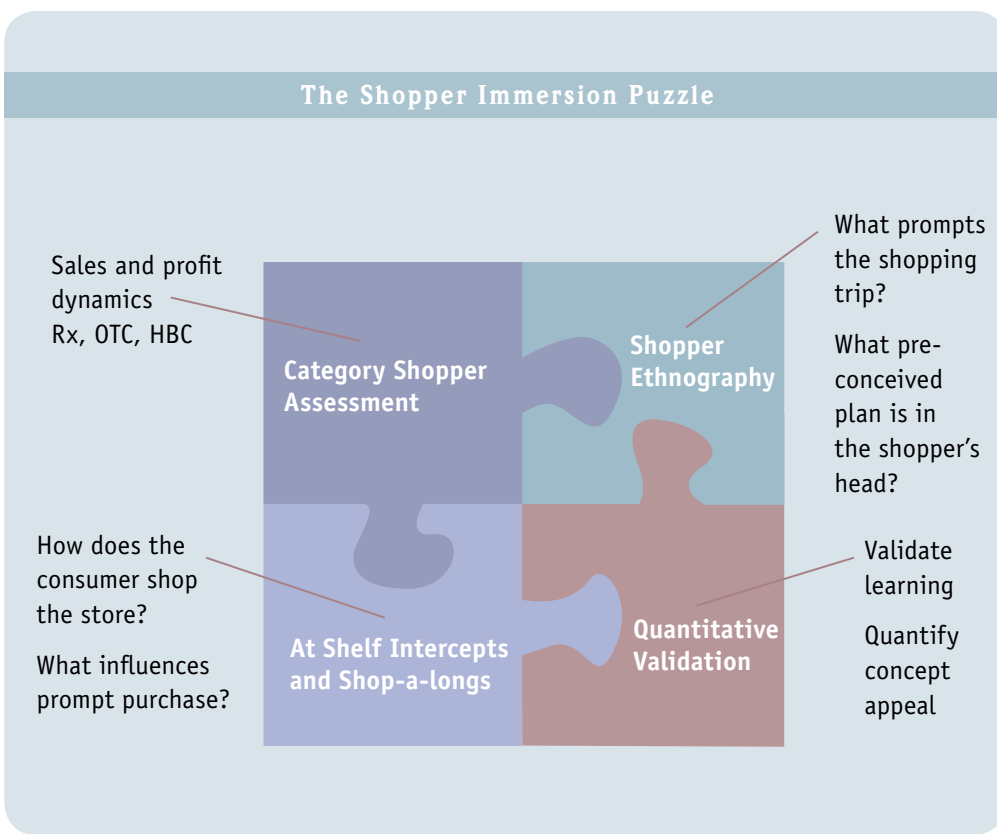 The Shopper Immersion Puzzle
Sales and profit
dynamics
Rx, OTC, HBC
Category Shopper
Assessment
Shopper
Ethnography
What prompts
the shopping
trip?
What pre-
conceived
plan is in
the shopper's
head?
How does the
consumer shop
the store?
What influences
prompt purchase?
At Shelf Intercepts
and Shop-a-longs
Quantitative
Validation
Validate
learning
Quantify
concept
appeal